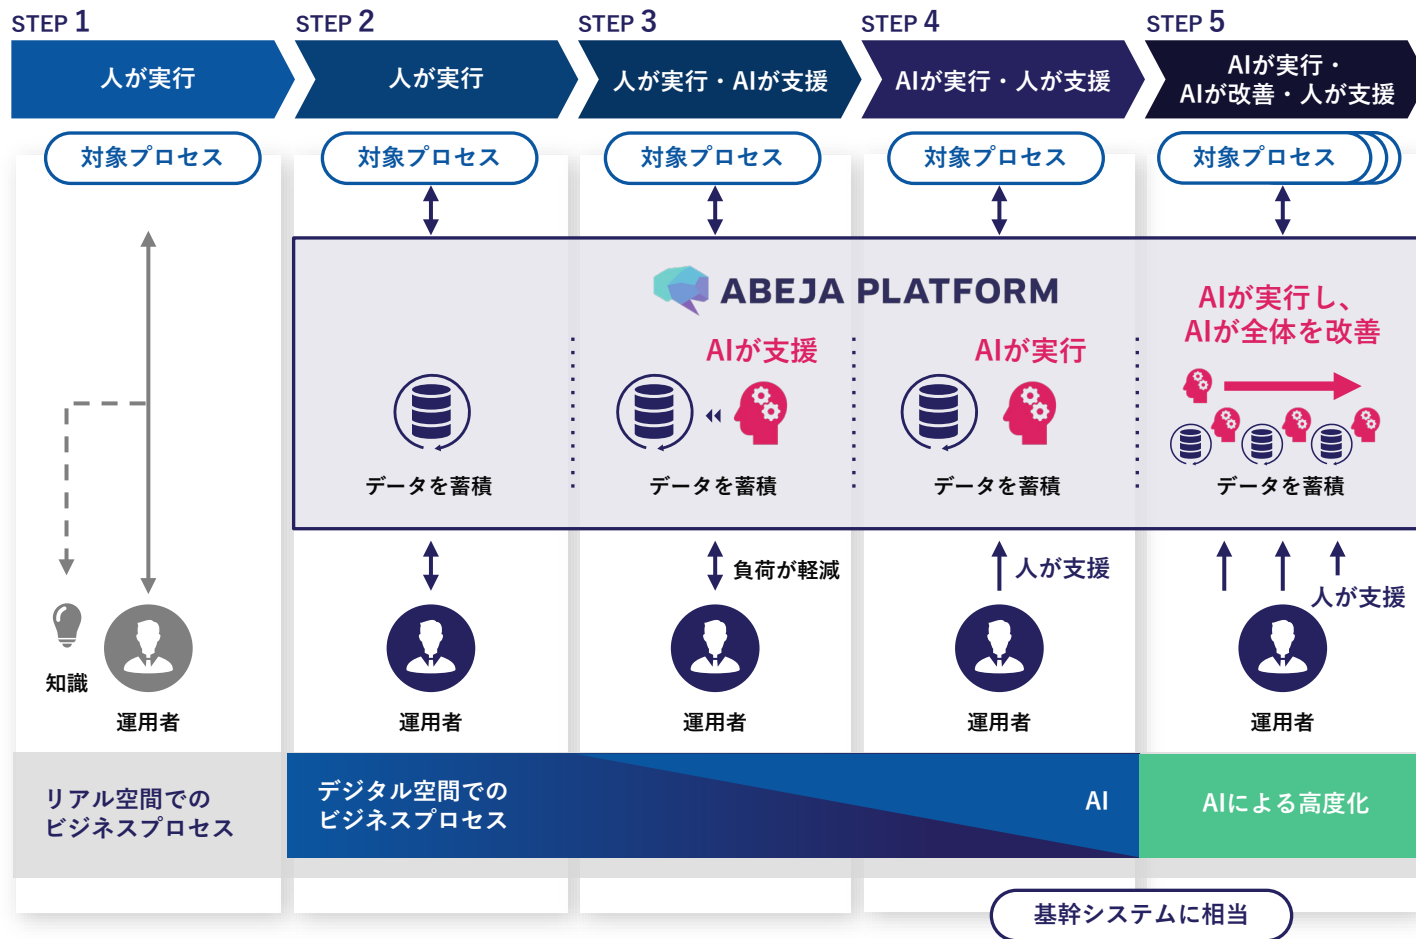 STEP 1
STEP 2
STEP 3
STEP 4
STEP 5
人が実行
人が実行
人が実行・AIが支援
AIが実行・人が支援
AIが実行・
AIが改善・人が支援
対象プロセス
対象プロセス
対象プロセス
対象プロセス
対象プロセス
ABEJA PLATFORM
AIが支援
AIが実行
AIが実行し、
AIが全体を改善
データを蓄積
データを蓄積
データを蓄積
データを蓄積
負荷が軽減
人が支援
人が支援
知識
運用者
運用者
運用者
運用者
運用者
リアル空間での
ビジネスプロセス
デジタル空間での
ビジネスプロセス
AI
AIによる高度化
基幹システムに相当